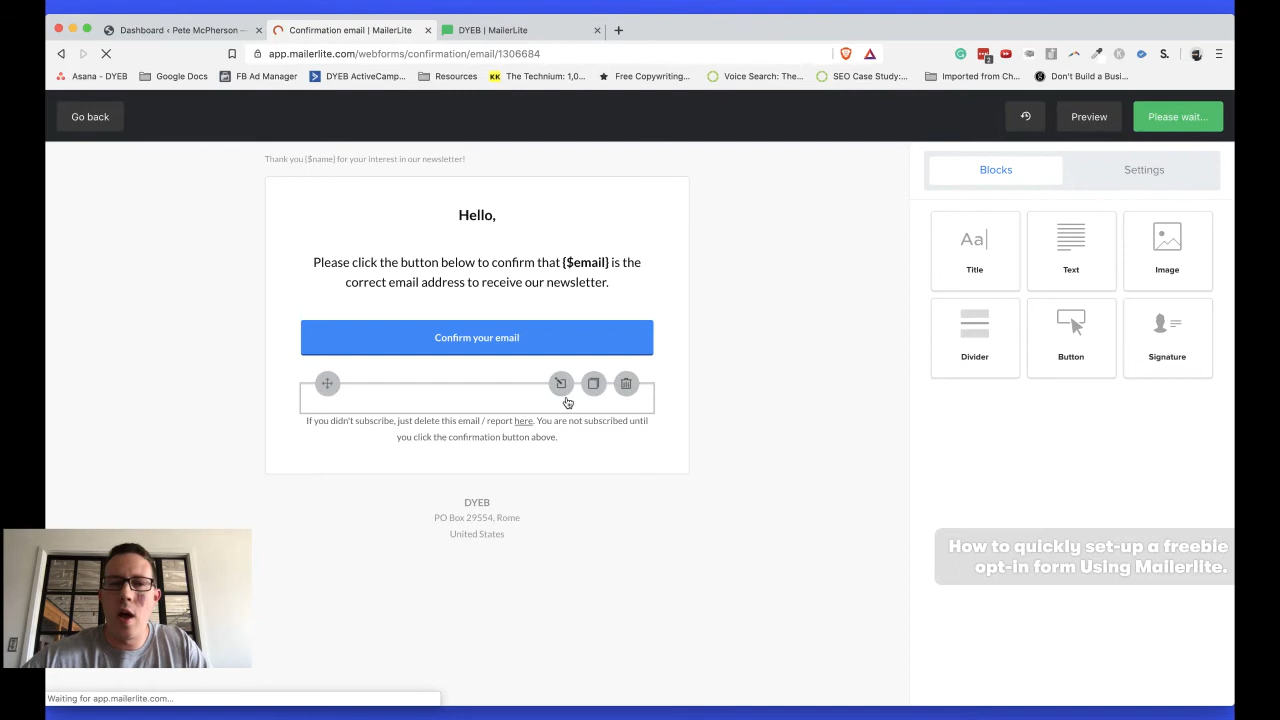 Dashboard ‹ Pete McPherson —
Confirmation email | MailerLite
DYEB | MailerLite
app.mailerlite.com/webforms/confirmation/email/1306684
Asana - DYEB
Google Docs
FB Ad Manager
DYEB ActiveCamp...
Resources
KK The Technium: 1,0...
Free Copywriting...
Voice Search: The...
SEO Case Study:...
Imported from Ch...
Don't Build a Busi...
Go back
Preview
Please wait...
Thank you {$name} for your interest in our newsletter!
Blocks
Settings
Hello,
Please click the button below to confirm that {$email} is the
correct email address to receive our newsletter.
Confirm your email
If you didn't subscribe, just delete this email / report here. You are not subscribed until
you click the confirmation button above.
DYEB
PO Box 29554, Rome
United States
Aa
Title
Text
Image
Divider
Button
Signature
How to quickly set-up a freebie
opt-in form Using Mailerlite.
Waiting for app.mailerlite.com...